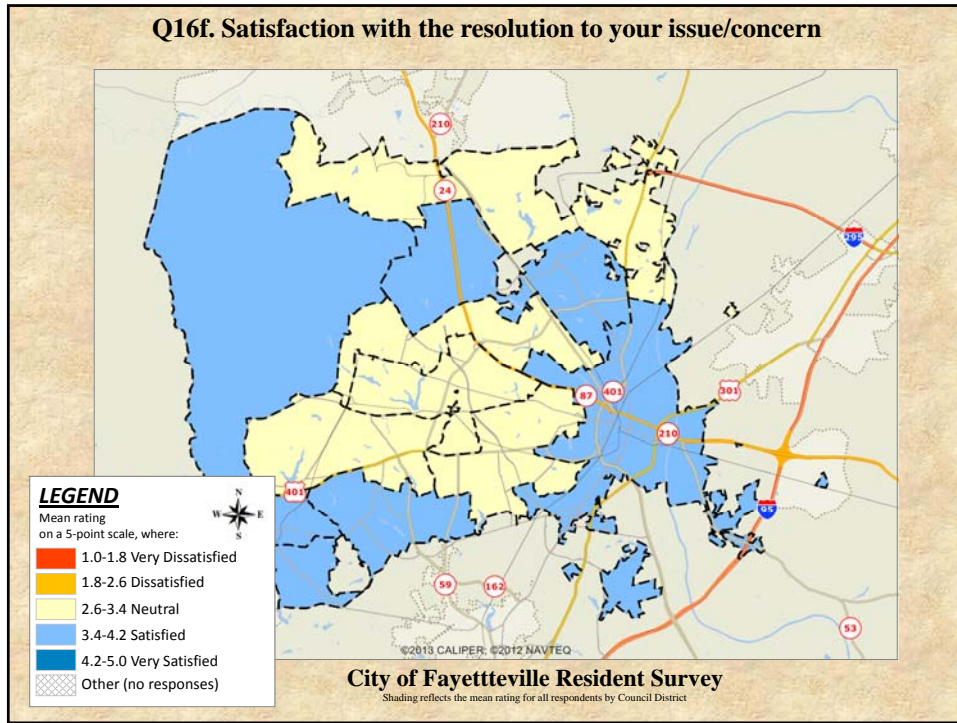 Q16f. Satisfaction with the resolution to your issue/concern
210
24
295
87
401
301
210
401
95
59
162
53
LEGEND
Mean rating
on a 5-point scale, where:
1.0-1.8 Very Dissatisfied
1.8-2.6 Dissatisfied
2.6-3.4 Neutral
3.4-4.2 Satisfied
4.2-5.0 Very Satisfied
Other (no responses)
N
W E
S
©2013 CALIPER; ©2012 NAVTEQ
City of Fayettteville Resident Survey
Shading reflects the mean rating for all respondents by Council District